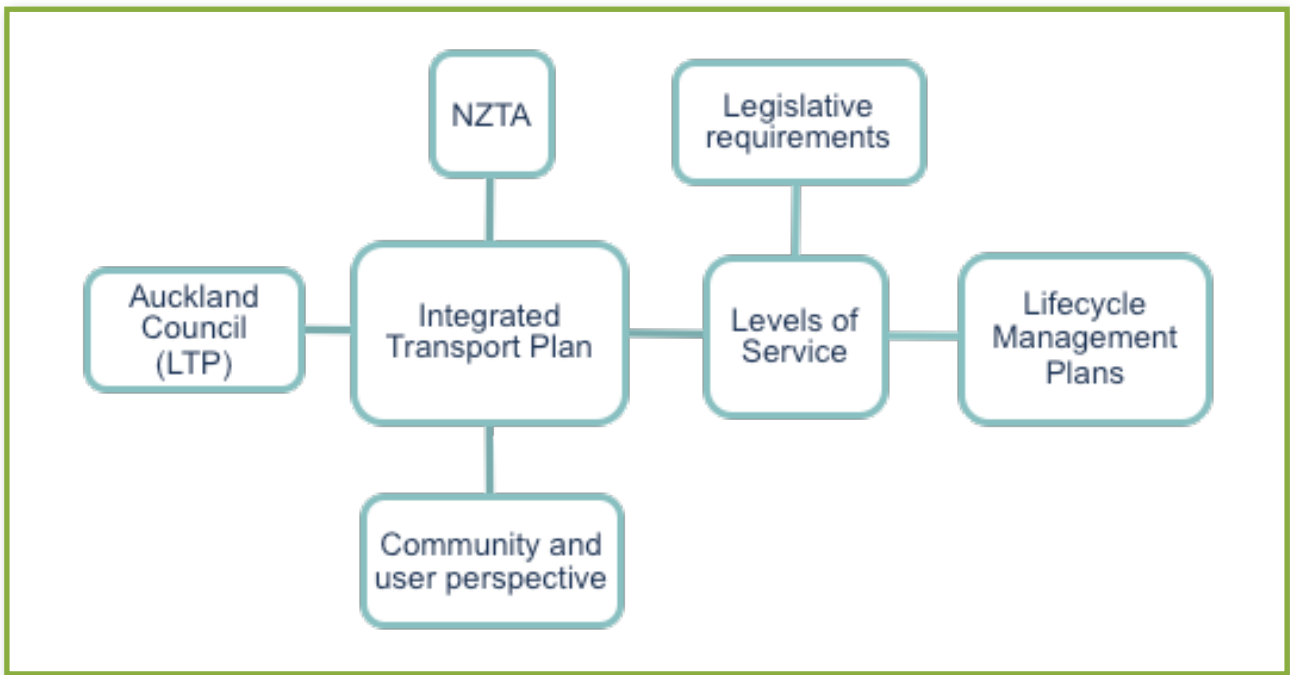 NZTA
Legislative
requirements
Auckland
Council
(LTP)
Integrated
Transport Plan
Levels of
Service
Lifecycle
Management
Plans
Community and
user perspective